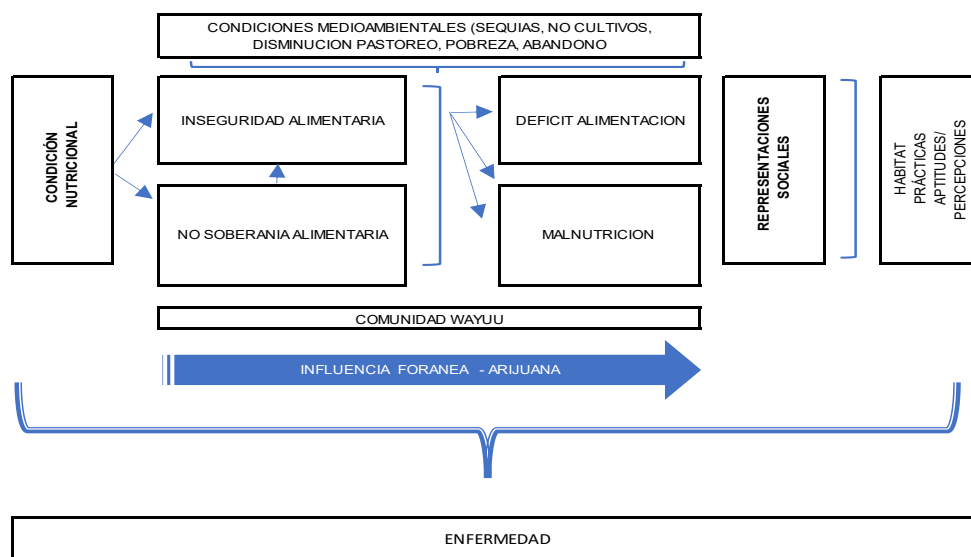 CONDICIONES MEDIOAMBIENTALES (SEQUIAS, NO CULTIVOS,
DISMINUCION PASTOREO, POBREZA, ABANDONO
CONDICIÓN
NUTRICIONAL
INSEGURIDAD ALIMENTARIA
NO SOBERANIA ALIMENTARIA
DEFICIT ALIMENTACION
MALNUTRICION
REPRESENTACIONES
SOCIALES
HABITAT
PRÁCTICAS
APTITUDES/
PERCEPCIONES
COMUNIDAD WAYUU
INFLUENCIA FORANEA - ARIJUANA
ENFERMEDAD